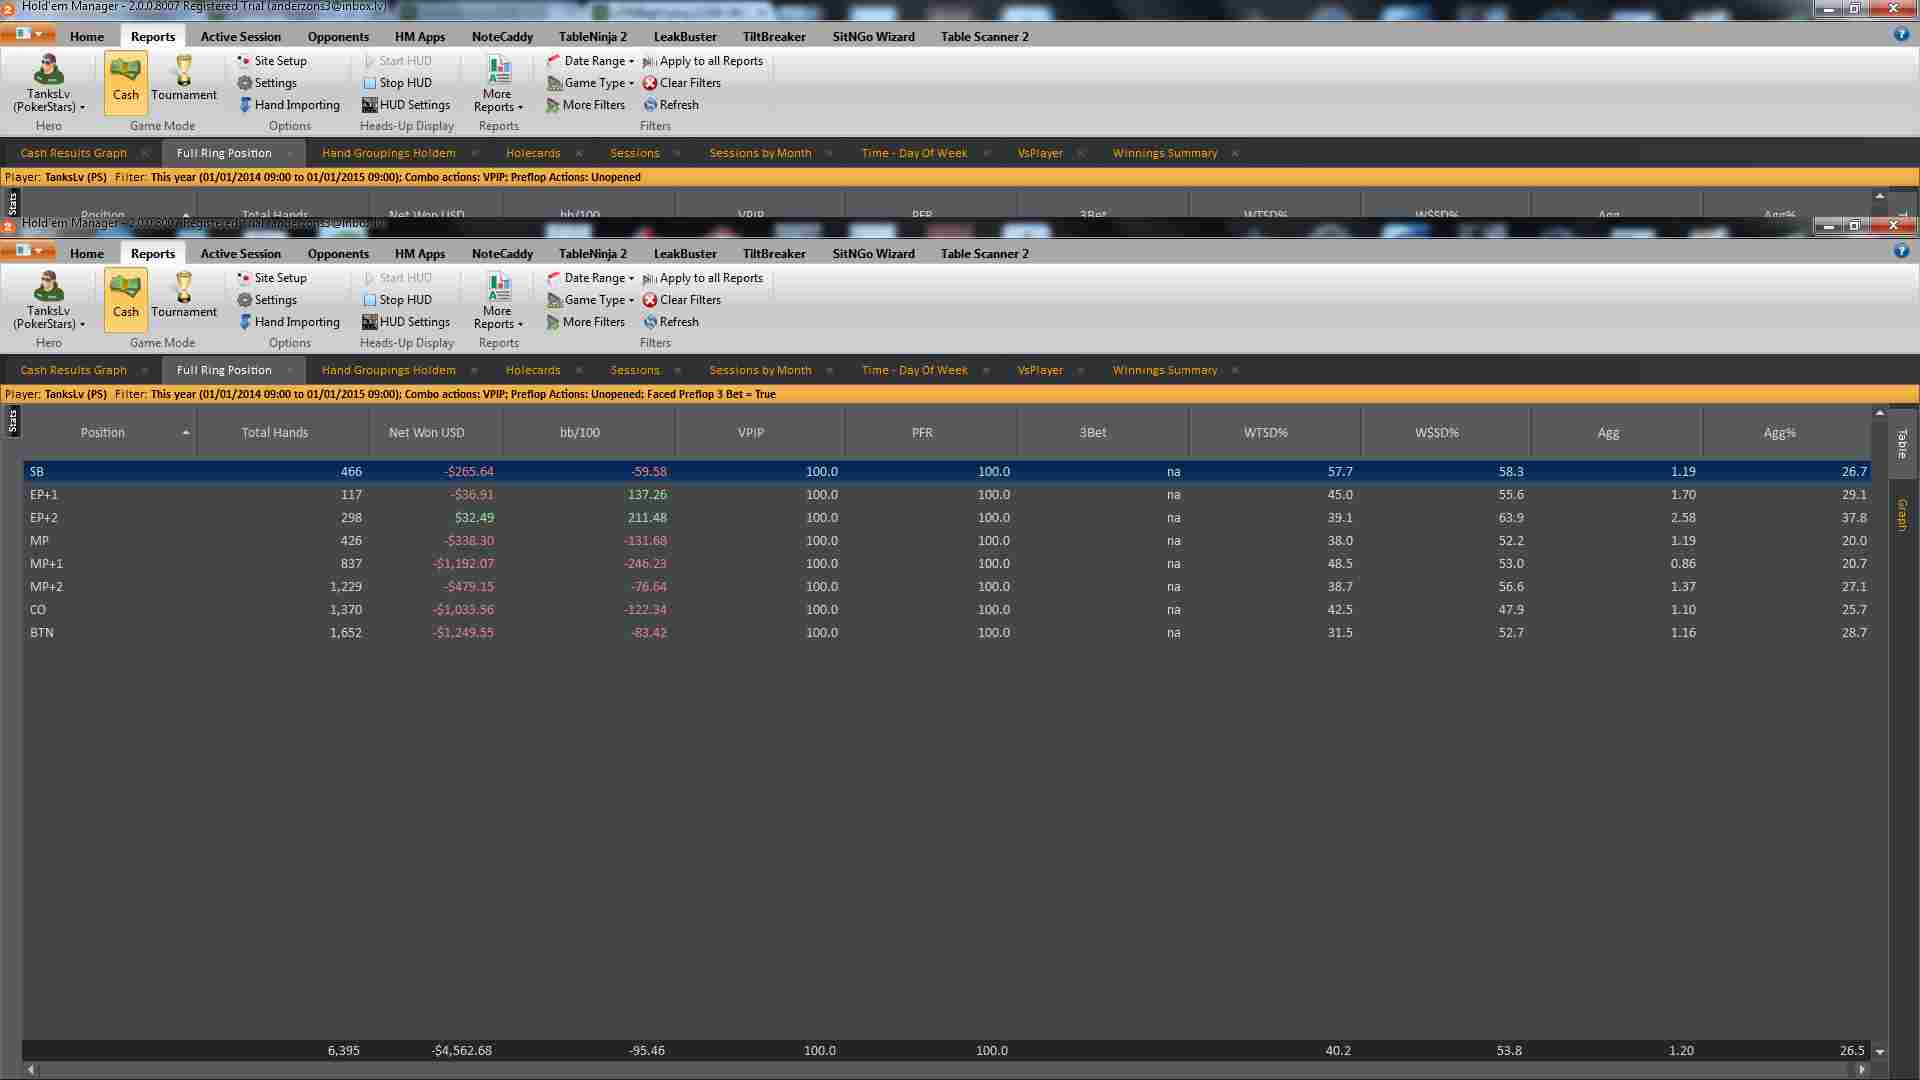 Hold'em Manager - 2.0.0.8007 Registered Trial (anderzons3@inbox.lv)
Home Reports Active Session Opponents HM Apps NoteCaddy TableNinja 2 LeakBuster TiltBreaker SitNGo Wizard Table Scanner 2
Site Setup Start HUD Date Range Apply to all Reports
Settings Stop HUD Game Type Clear Filters
TanksLv Cash Tournament More
(PokerStars) Hand Importing HUD Settings Reports More Filters Refresh
Hero Game Mode Options Heads-Up Display Reports Filters
Cash Results Graph Full Ring Position Hand Groupings Holdem Holecards Sessions Sessions by Month Time - Day Of Week VsPlayer Winnings Summary
Player: TanksLv (PS) Filter: This year (01/01/2014 09:00 to 01/01/2015 09:00); Combo actions: VPIP; Preflop Actions: Unopened
Stats
Position Total Hands Net Won USD bb/100 VPIP PFR 3Bet WTSD% W$SD% Agg Agg%
Hold'em Manager - 2.0.0.8007 Registered Trial (anderzons3@inbox.lv)
Home Reports Active Session Opponents HM Apps NoteCaddy TableNinja 2 LeakBuster TiltBreaker SitNGo Wizard Table Scanner 2
Site Setup Start HUD Date Range Apply to all Reports
Settings Stop HUD Game Type Clear Filters
TanksLv Cash Tournament More
(PokerStars) Hand Importing HUD Settings Reports More Filters Refresh
Hero Game Mode Options Heads-Up Display Reports Filters
Cash Results Graph Full Ring Position Hand Groupings Holdem Holecards Sessions Sessions by Month Time - Day Of Week VsPlayer Winnings Summary
Player: TanksLv (PS) Filter: This year (01/01/2014 09:00 to 01/01/2015 09:00); Combo actions: VPIP; Preflop Actions: Unopened; Faced Preflop 3 Bet = True
Stats
Position Total Hands Net Won USD bb/100 VPIP PFR 3Bet WTSD% W$SD% Agg Agg%
Table
SB 466 -$265.64 -59.58 100.0 100.0 na 57.7 58.3 1.19 26.7
EP+1 117 -$36.91 137.26 100.0 100.0 na 45.0 55.6 1.70 29.1
EP+2 298 $32.49 211.48 100.0 100.0 na 39.1 63.9 2.58 37.8
Graph
MP 426 -$338.30 -131.68 100.0 100.0 na 38.0 52.2 1.19 20.0
MP+1 837 -$1,192.07 -246.23 100.0 100.0 na 48.5 53.0 0.86 20.7
MP+2 1,229 -$479.15 -76.64 100.0 100.0 na 38.7 56.6 1.37 27.1
CO 1,370 -$1,033.56 -122.34 100.0 100.0 na 42.5 47.9 1.10 25.7
BTN 1,652 -$1,249.55 -83.42 100.0 100.0 na 31.5 52.7 1.16 28.7
6,395 -$4,562.68 -95.46 100.0 100.0 40.2 53.8 1.20 26.5